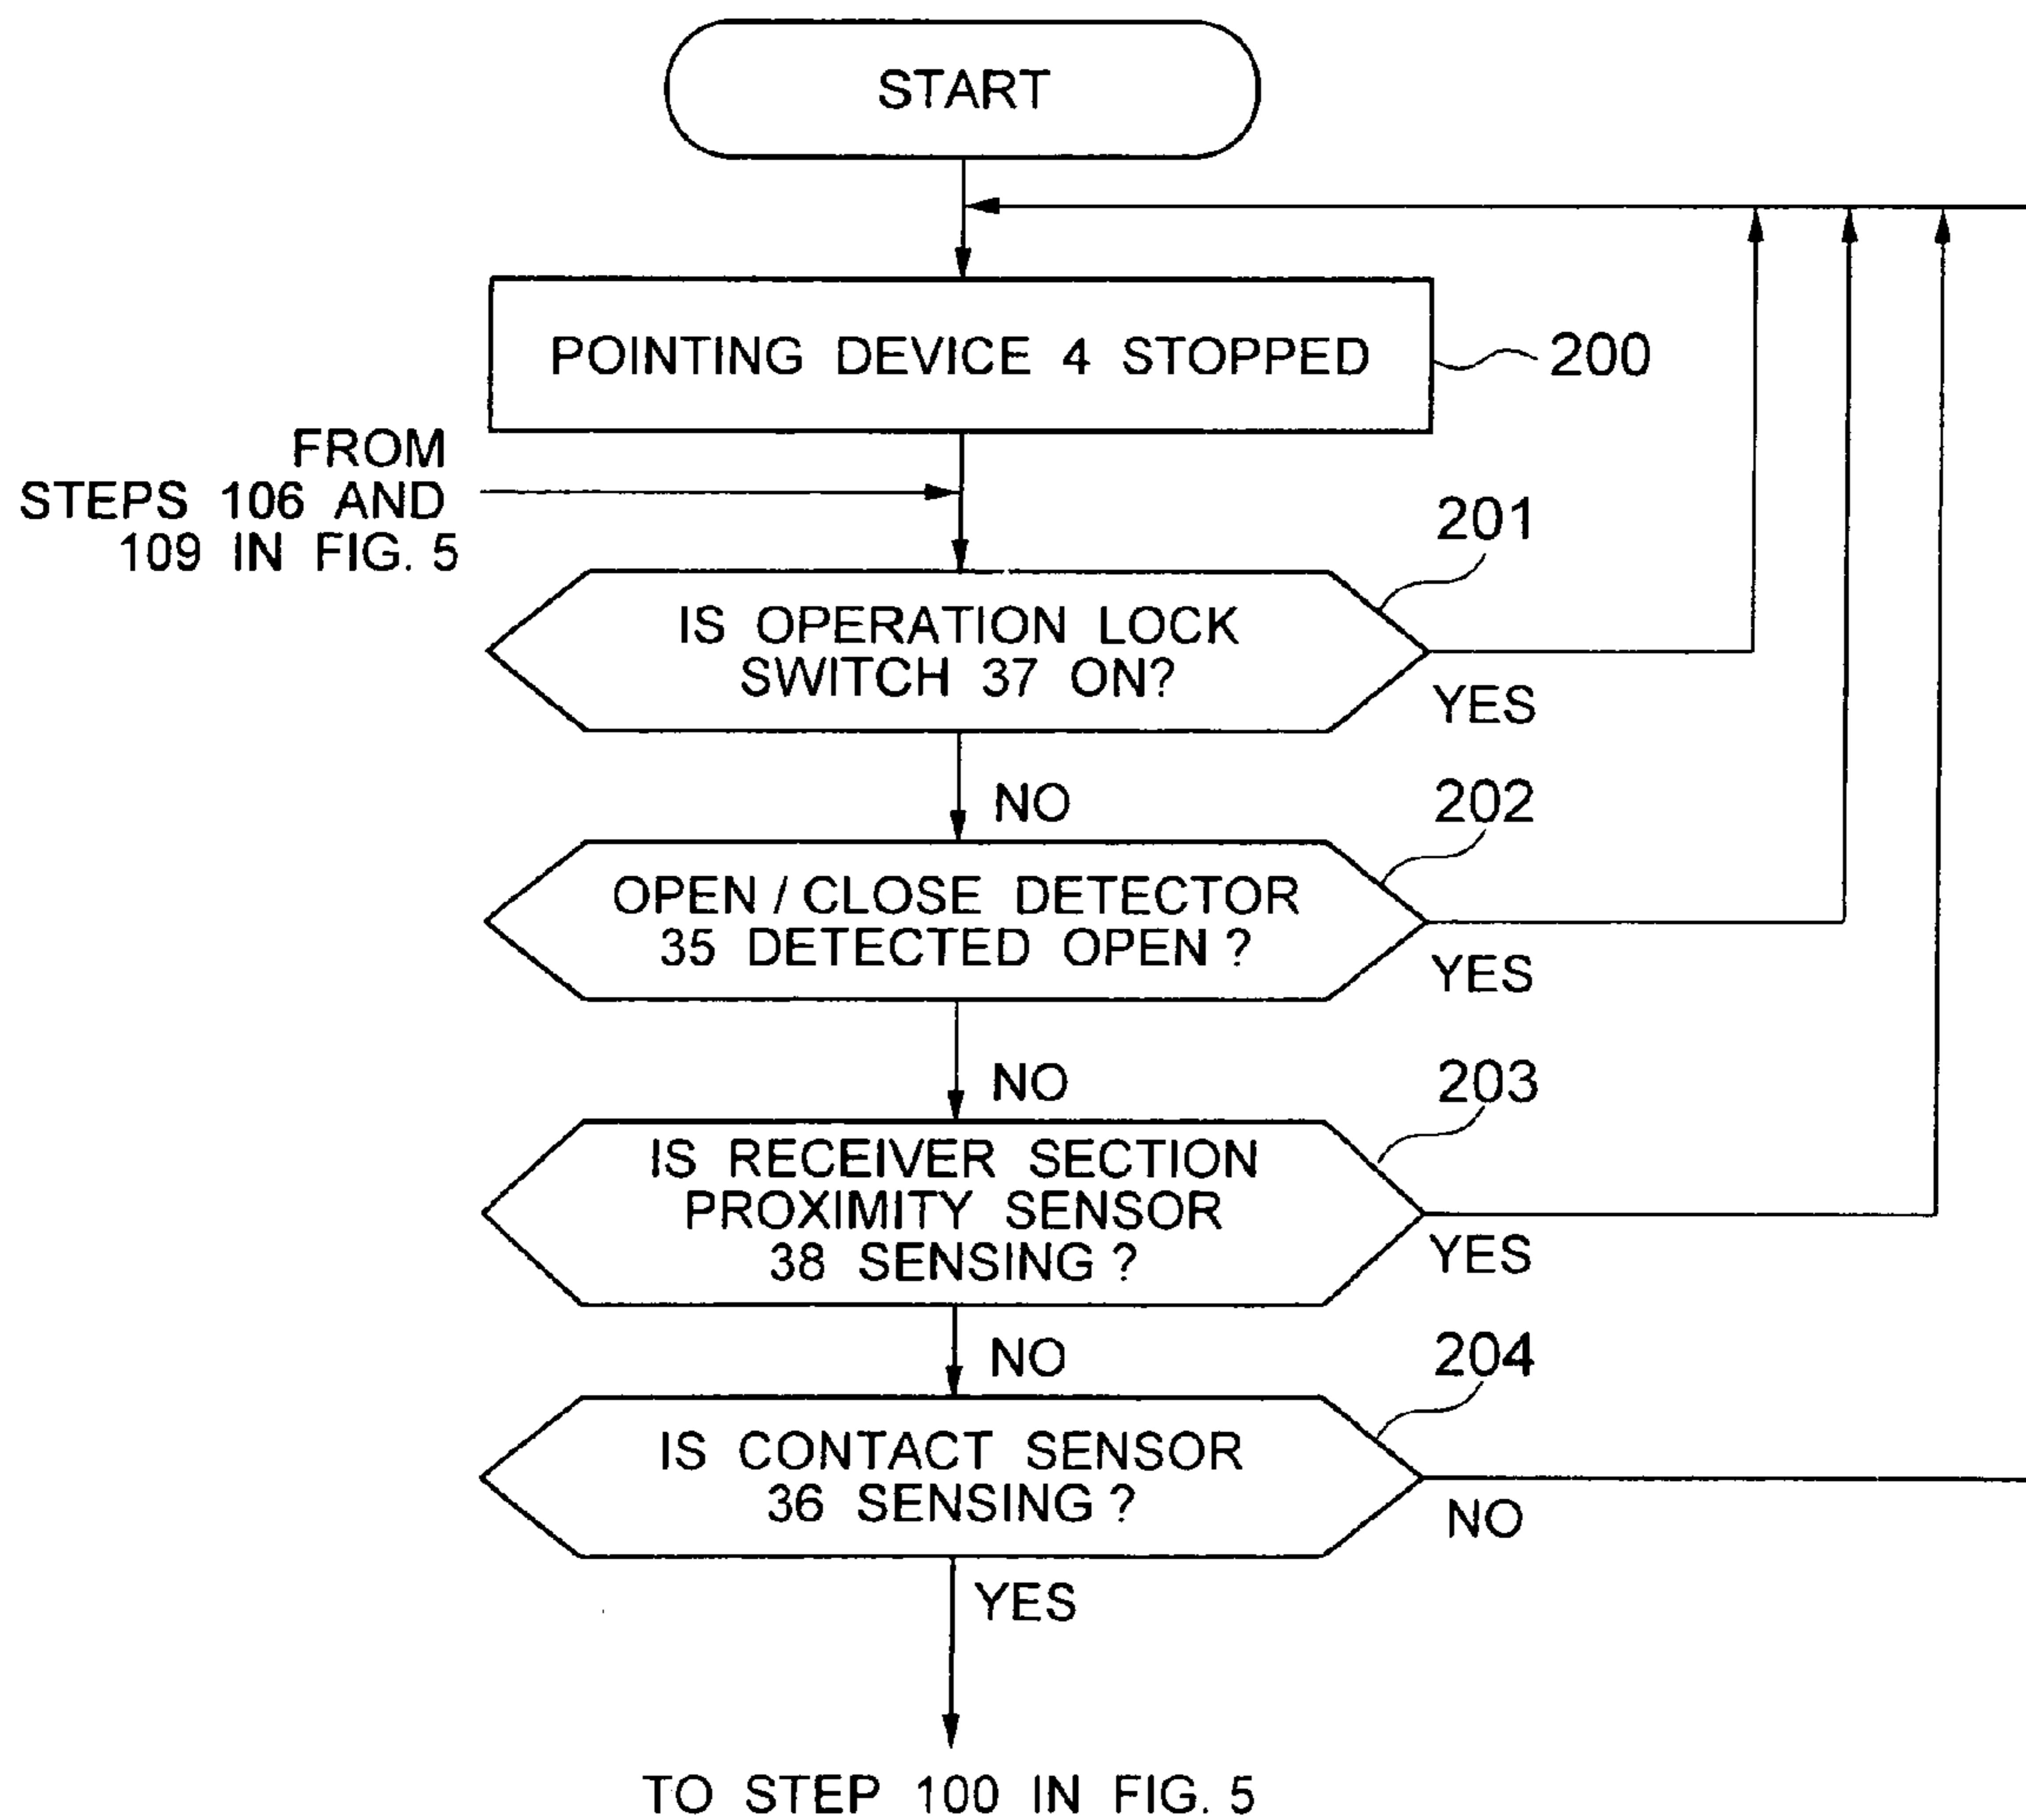 START
POINTING DEVICE 4 STOPPED
200
FROM
STEPS 106 AND
109 IN FIG. 5
201
IS OPERATION LOCK
SWITCH 37 ON?
YES
NO
202
OPEN / CLOSE DETECTOR
35 DETECTED OPEN ?
YES
NO
203
IS RECEIVER SECTION
PROXIMITY SENSOR
38 SENSING ?
YES
NO
204
IS CONTACT SENSOR
36 SENSING ?
NO
YES
TO STEP 100 IN FIG. 5